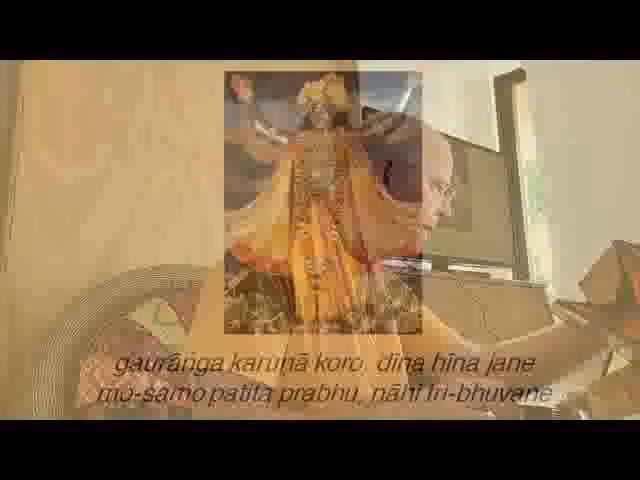 gaurāṅga karuṇā koro, dīna hīna jane
mo-samo patita prabhu, nāhi tri-bhuvane